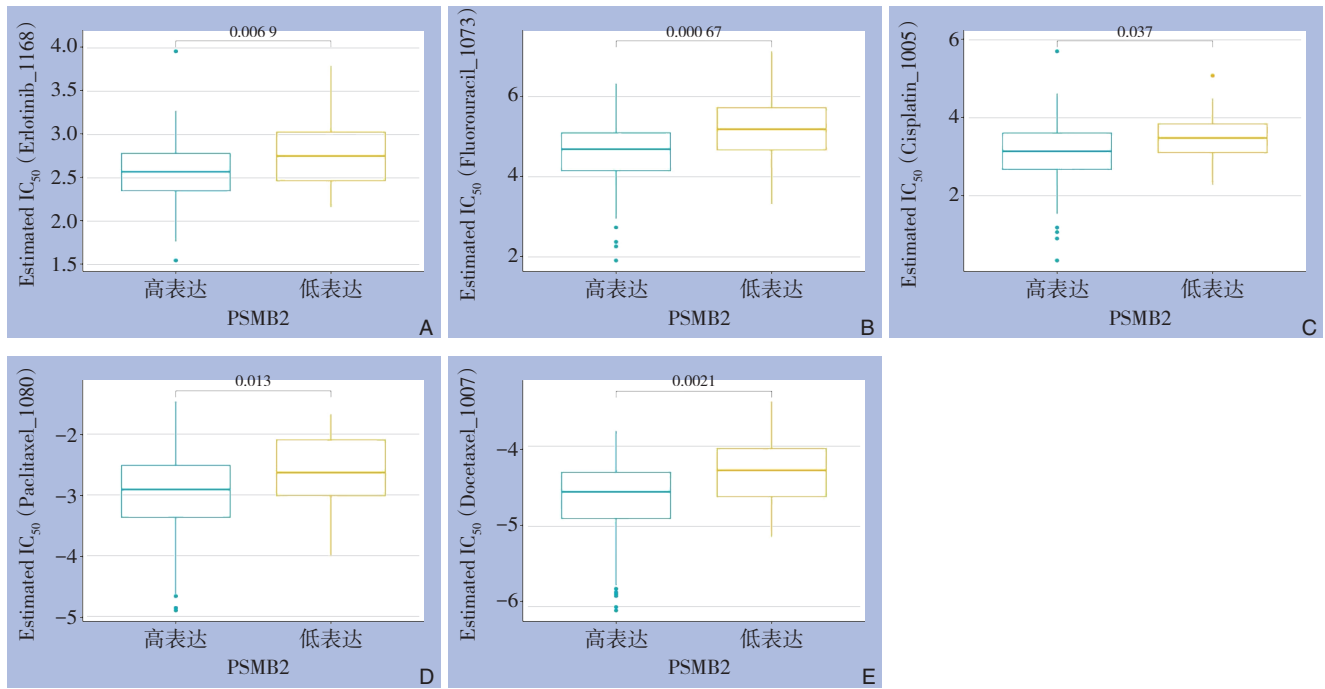 0.006 9
Estimated IC50 (Erlotinib_1168)
4.0
3.5
3.0
2.5
2.0
1.5
高表达 低表达
PSMB2
A
0.000 67
Estimated IC50 (Fluorouracil_1073)
6
4
2
高表达 低表达
PSMB2
B
0.037
Estimated IC50 (Cisplatin_1005)
6
4
2
高表达 低表达
PSMB2
C
0.013
Estimated IC50 (Paclitaxel_1080)
−2
−3
−4
−5
高表达 低表达
PSMB2
D
0.0021
Estimated IC50 (Docetaxel_1007)
−4
−5
−6
高表达 低表达
PSMB2
E